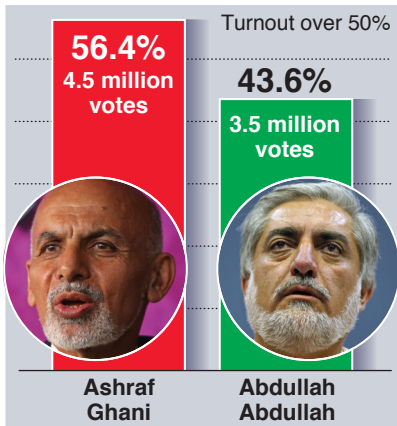 Turnout over 50%
56.4%
4.5 million
votes
43.6%
3.5 million
votes
Ashraf
Ghani
Abdullah
Abdullah